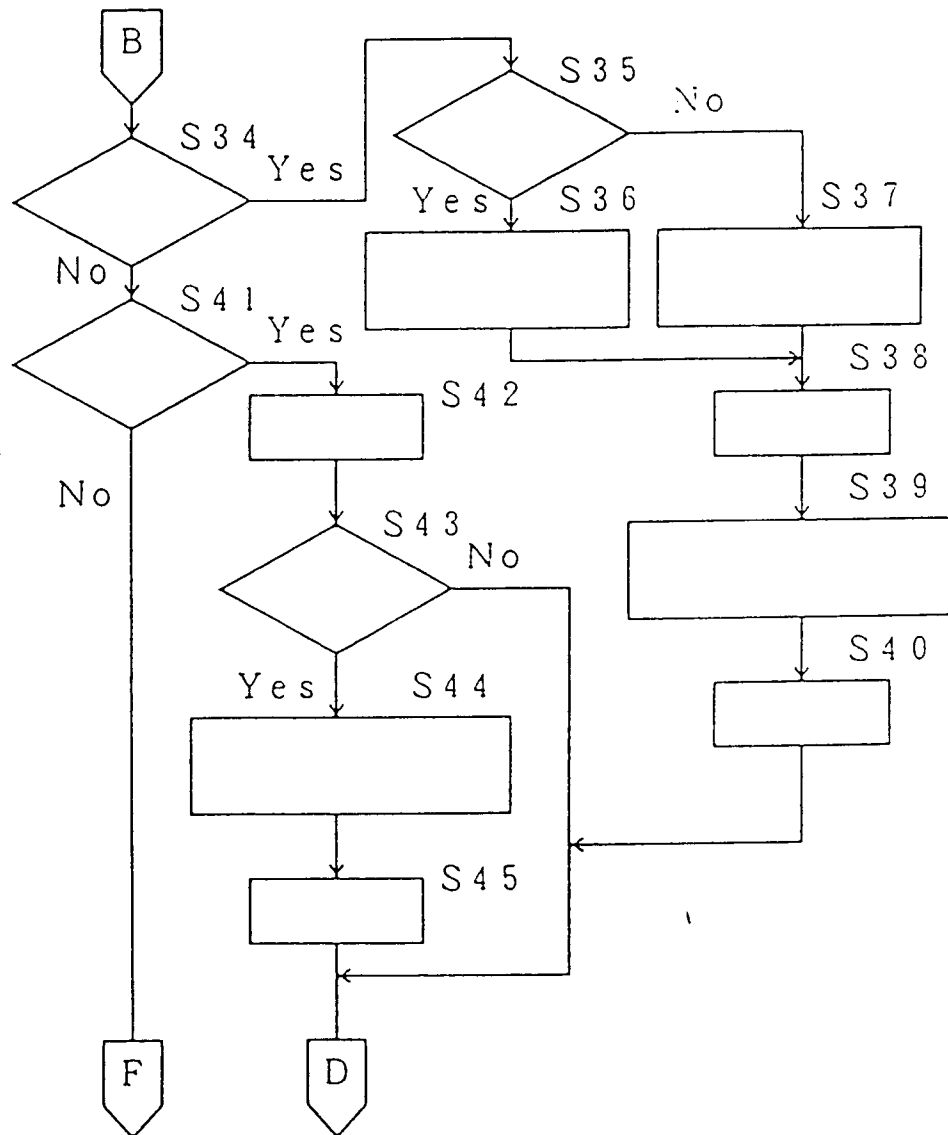 B
S34
Yes
No
S35
No
Yes
S36
S37
S38
S39
S40
S41
Yes
No
S42
S43
No
Yes
S44
S45
F
D